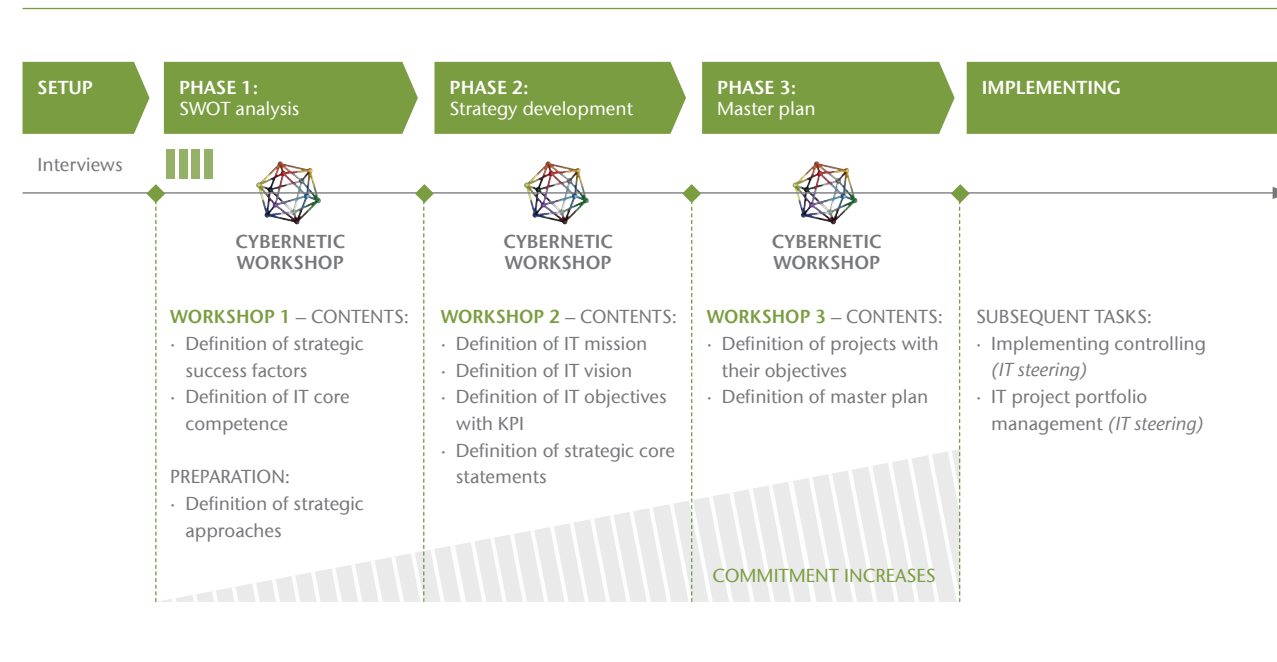 SETUP
PHASE 1:
SWOT analysis
PHASE 2:
Strategy development
PHASE 3:
Master plan
IMPLEMENTING
Interviews
CYBERNETIC
WORKSHOP
CYBERNETIC
WORKSHOP
CYBERNETIC
WORKSHOP
WORKSHOP 1 – CONTENTS:
· Definition of strategic
success factors
· Definition of IT core
competence
PREPARATION:
· Definition of strategic
approaches
WORKSHOP 2 – CONTENTS:
· Definition of IT mission
· Definition of IT vision
· Definition of IT objectives
with KPI
· Definition of strategic core
statements
WORKSHOP 3 – CONTENTS:
· Definition of projects with
their objectives
· Definition of master plan
SUBSEQUENT TASKS:
· Implementing controlling
(IT steering)
· IT project portfolio
management (IT steering)
COMMITMENT INCREASES